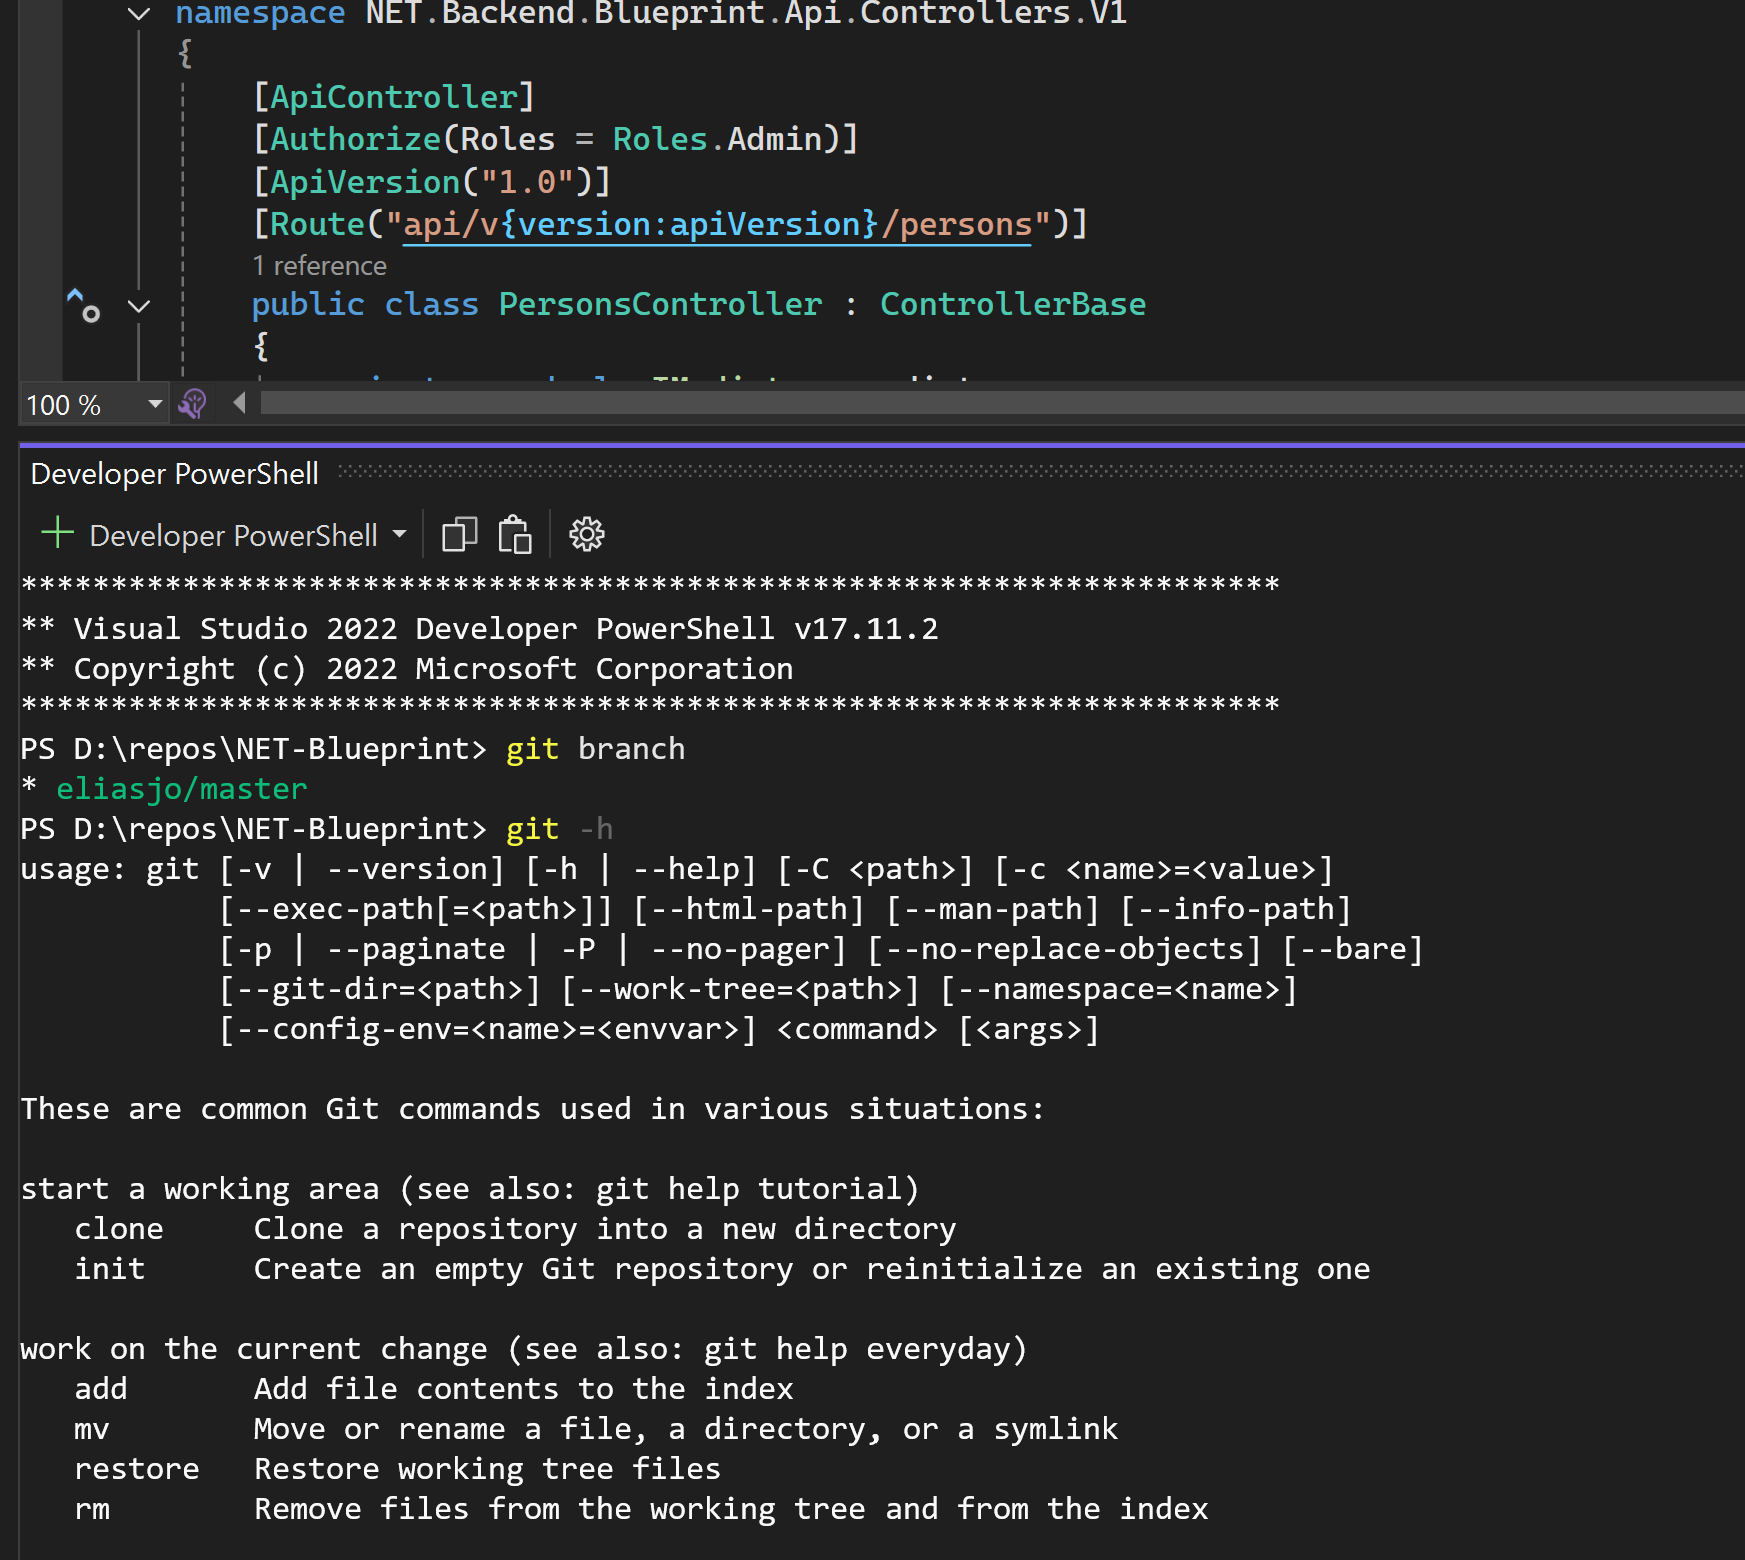 namespace NET.Backend.Blueprint.Api.Controllers.V1
{
[ApiController]
[Authorize(Roles = Roles.Admin)]
[ApiVersion("1.0")]
[Route("api/v{version:apiVersion}/persons")]
1 reference
public class PersonsController : ControllerBase
{
100 %
Developer PowerShell
Developer PowerShell
**********************************************************************
** Visual Studio 2022 Developer PowerShell v17.11.2
** Copyright (c) 2022 Microsoft Corporation
**********************************************************************
PS D:\repos\NET-Blueprint> git branch
* eliasjo/master
PS D:\repos\NET-Blueprint> git -h
usage: git [-v | --version] [-h | --help] [-C <path>] [-c <name>=<value>]
[--exec-path[=<path>]] [--html-path] [--man-path] [--info-path]
[-p | --paginate | -P | --no-pager] [--no-replace-objects] [--bare]
[--git-dir=<path>] [--work-tree=<path>] [--namespace=<name>]
[--config-env=<name>=<envvar>] <command> [<args>]
These are common Git commands used in various situations:
start a working area (see also: git help tutorial)
clone Clone a repository into a new directory
init Create an empty Git repository or reinitialize an existing one
work on the current change (see also: git help everyday)
add Add file contents to the index
mv Move or rename a file, a directory, or a symlink
restore Restore working tree files
rm Remove files from the working tree and from the index